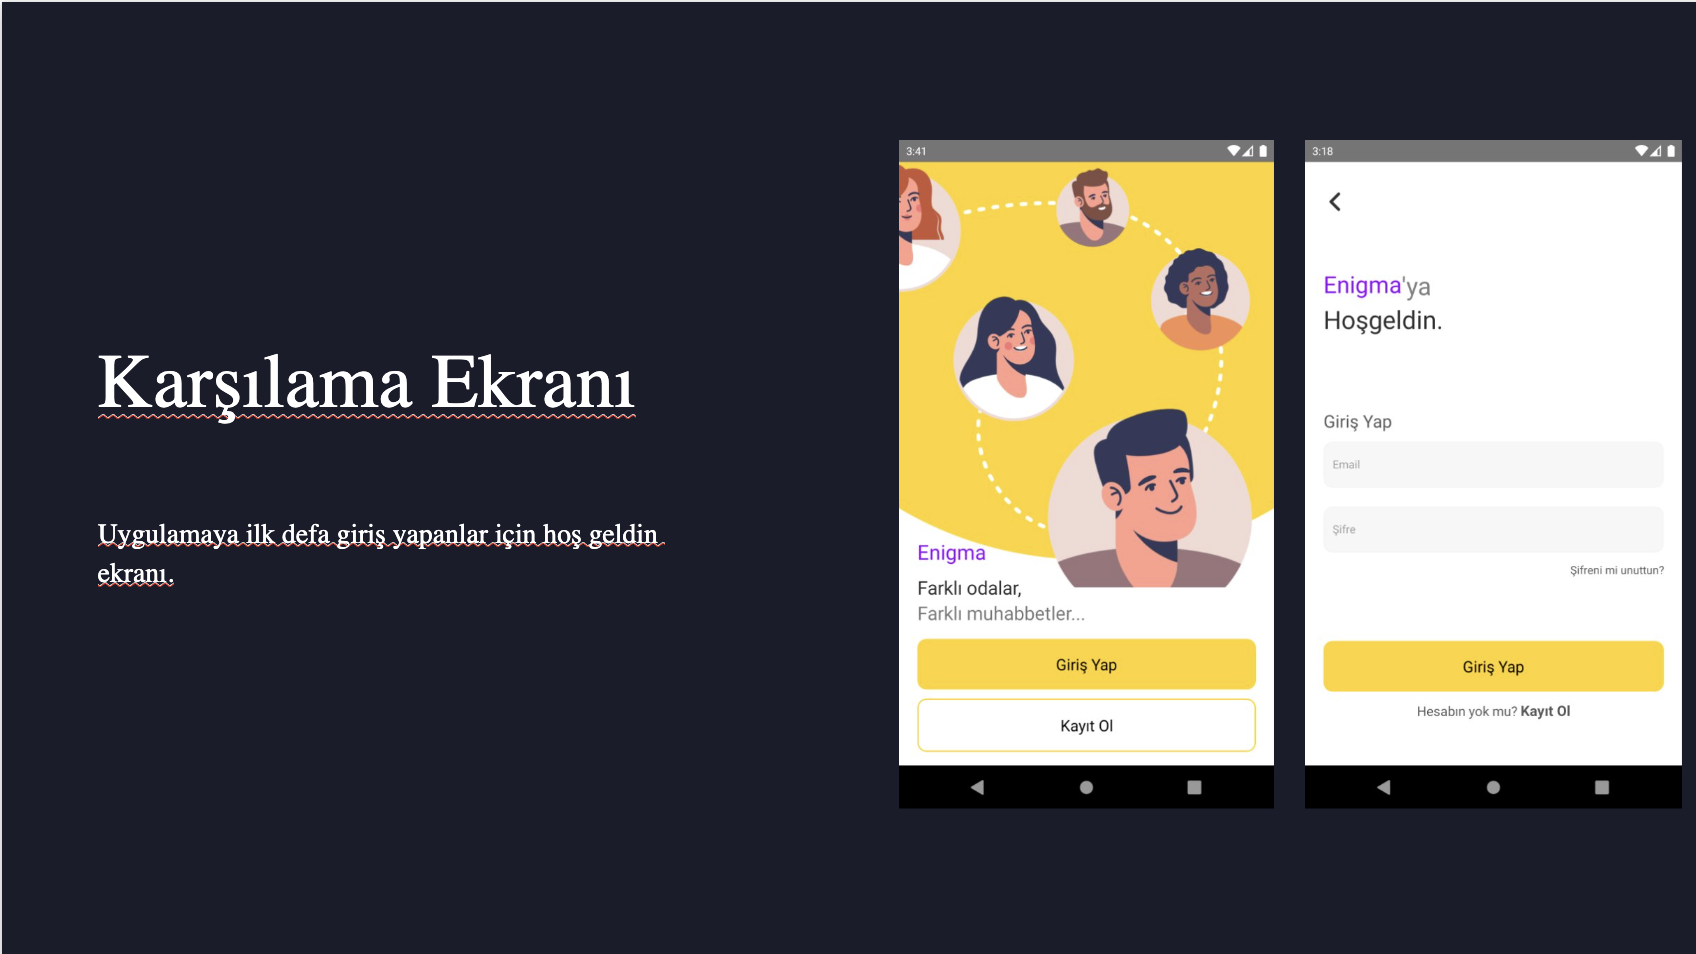 Karşılama Ekranı
Uygulamaya ilk defa giriş yapanlar için hoş geldin
ekranı.
3:41
Enigma
Farklı odalar,
Farklı muhabbetler...
Giriş Yap
Kayıt Ol
3:18
Enigma'ya
Hoşgeldin.
Giriş Yap
Email
Şifre
Şifreni mi unuttun?
Giriş Yap
Hesabın yok mu? Kayıt Ol